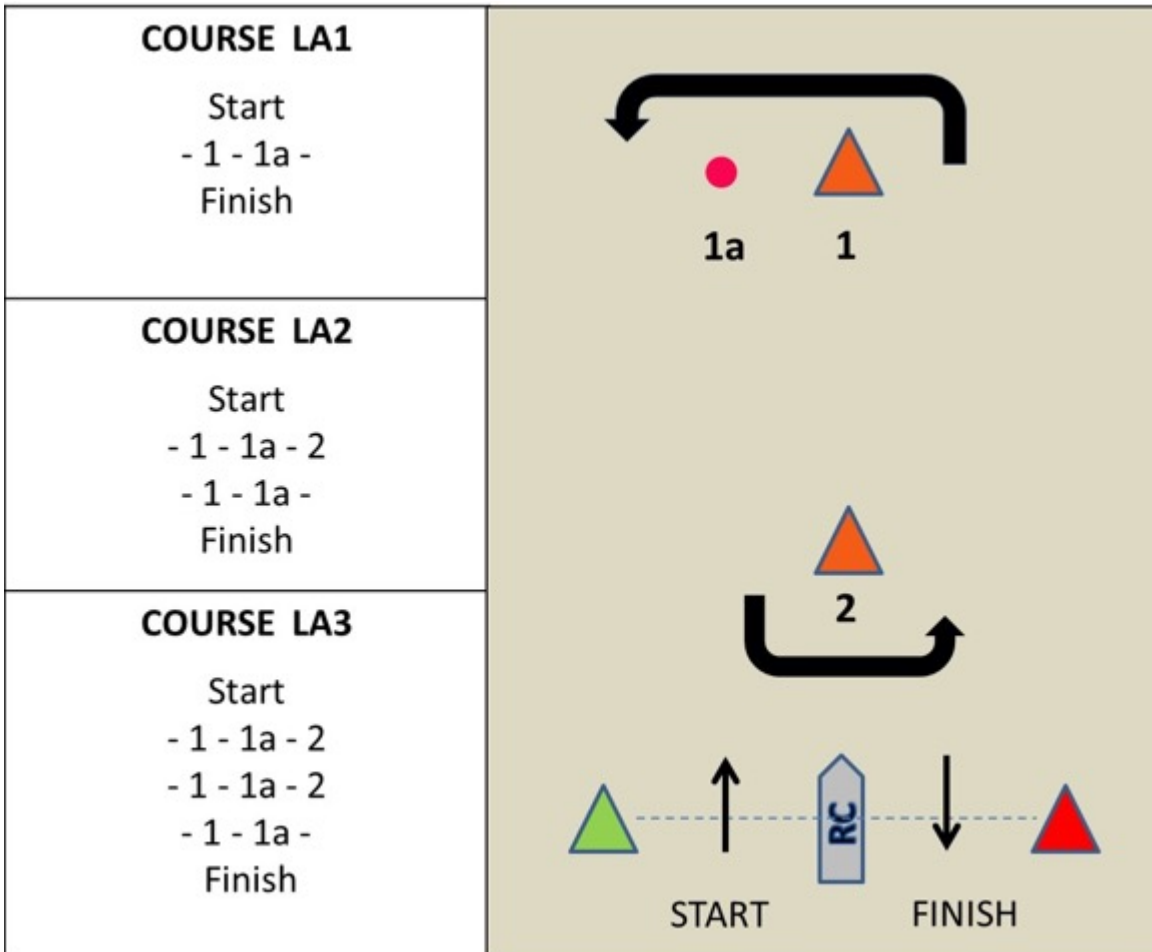 COURSE LA1
Start
- 1 - 1a -
Finish
COURSE LA2
Start
- 1 - 1a - 2
- 1 - 1a -
Finish
COURSE LA3
Start
- 1 - 1a - 2
- 1 - 1a - 2
- 1 - 1a -
Finish
1a 1
2
RC
START FINISH